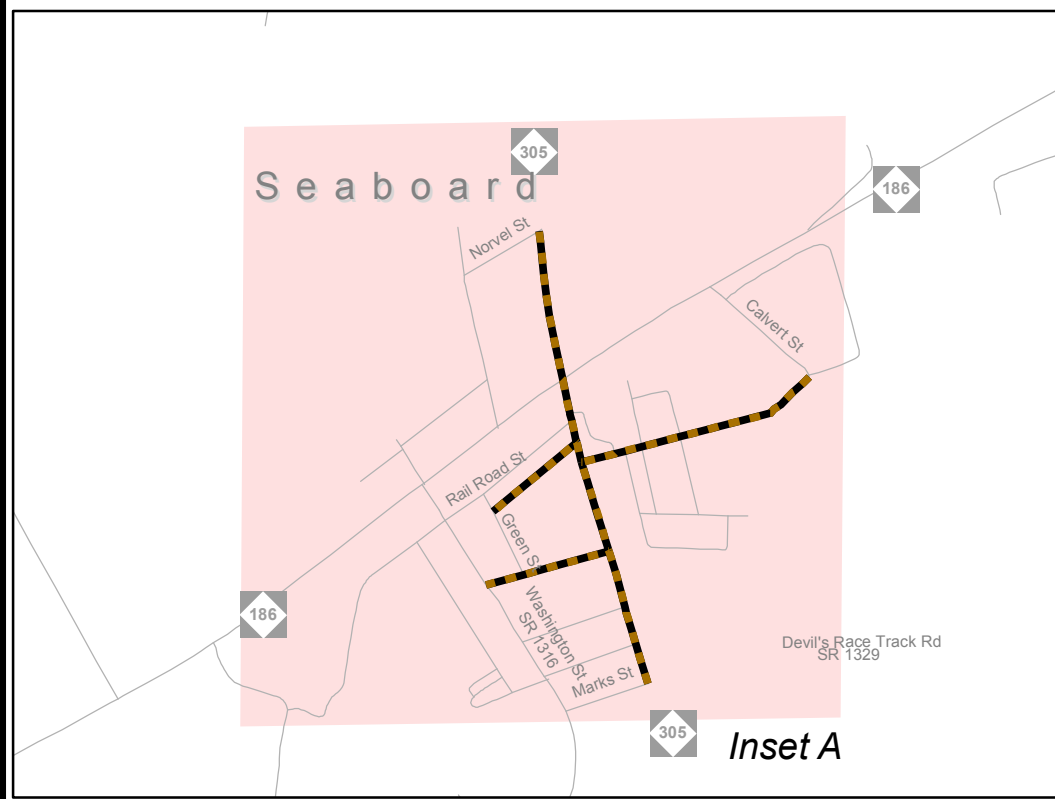 305
186
Seaboard
Norvel St
Calvert St
Rail Road St
Green St
Washington St
SR 1316
186
Devil's Race Track Rd
SR 1329
Marks St
305
Inset A